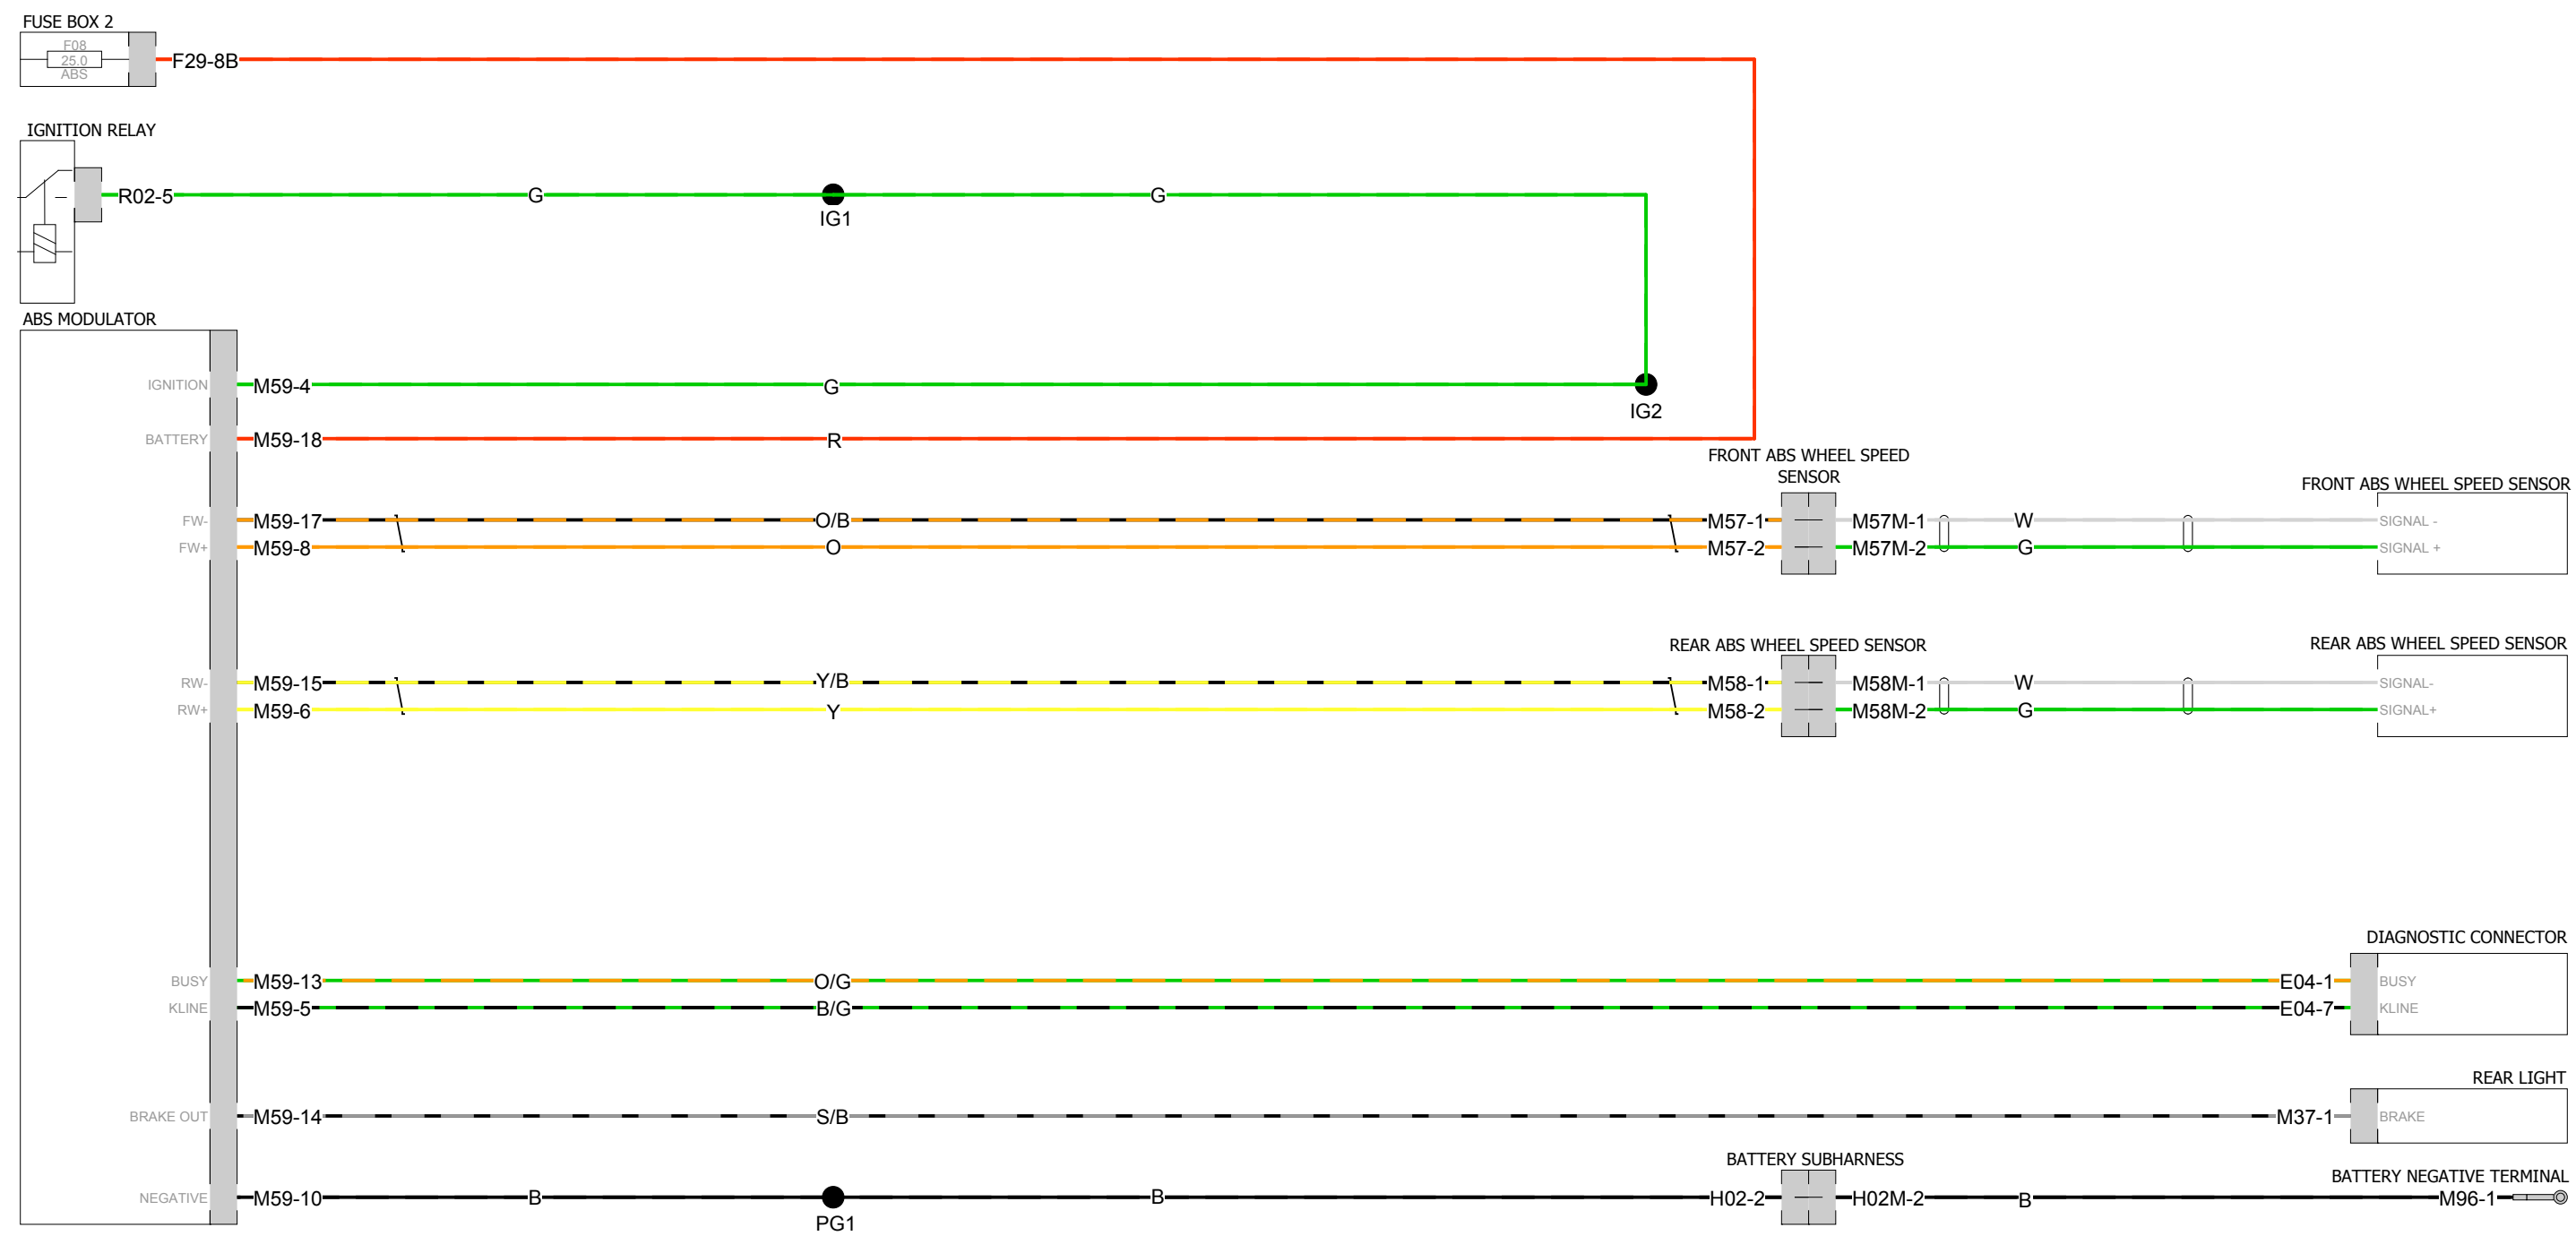 FUSE BOX 2
F08
25.0
ABS
F29-8B
IGNITION RELAY
R02-5
G
G
IG1
ABS MODULATOR
IGNITION
M59-4
G
IG2
BATTERY
M59-18
R
FRONT ABS WHEEL SPEED
SENSOR
FRONT ABS WHEEL SPEED SENSOR
FW-
M59-17
O/B
M57-1
M57M-1
W
SIGNAL -
FW+
M59-8
O
M57-2
M57M-2
G
SIGNAL +
REAR ABS WHEEL SPEED SENSOR
REAR ABS WHEEL SPEED SENSOR
RW-
M59-15
Y/B
M58-1
M58M-1
W
SIGNAL-
RW+
M59-6
Y
M58-2
M58M-2
G
SIGNAL+
DIAGNOSTIC CONNECTOR
BUSY
M59-13
O/G
E04-1
BUSY
KLINE
M59-5
B/G
E04-7
KLINE
REAR LIGHT
BRAKE OUT
M59-14
S/B
M37-1
BRAKE
BATTERY SUBHARNESS
BATTERY NEGATIVE TERMINAL
NEGATIVE
M59-10
B
B
H02-2
H02M-2
B
M96-1
PG1